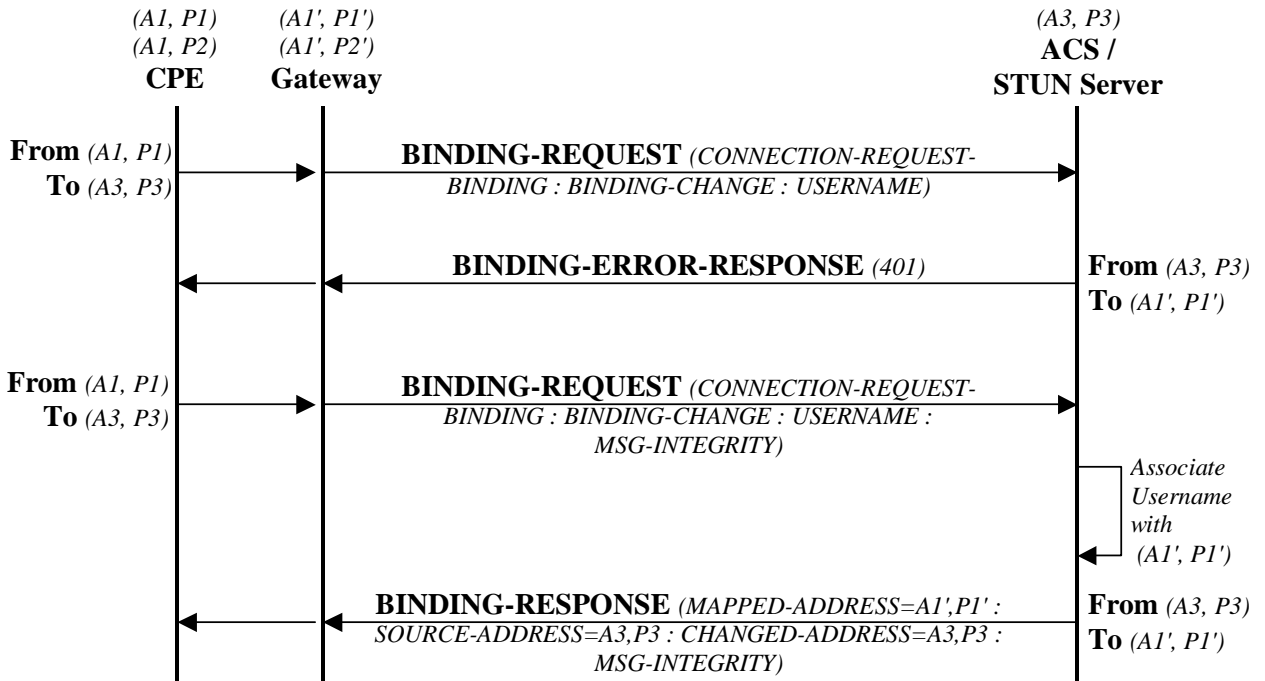 (A1, P1)
(A1, P2)
CPE
(A1', P1')
(A1', P2')
Gateway
(A3, P3)
ACS /
STUN Server
From (A1, P1)
To (A3, P3)
BINDING-REQUEST (CONNECTION-REQUEST-
BINDING : BINDING-CHANGE : USERNAME)
BINDING-ERROR-RESPONSE (401)
From (A3, P3)
To (A1', P1')
From (A1, P1)
To (A3, P3)
BINDING-REQUEST (CONNECTION-REQUEST-
BINDING : BINDING-CHANGE : USERNAME :
MSG-INTEGRITY)
Associate
Username
with
(A1', P1')
BINDING-RESPONSE (MAPPED-ADDRESS=A1',P1' :
SOURCE-ADDRESS=A3,P3 : CHANGED-ADDRESS=A3,P3 :
MSG-INTEGRITY)
From (A3, P3)
To (A1', P1')